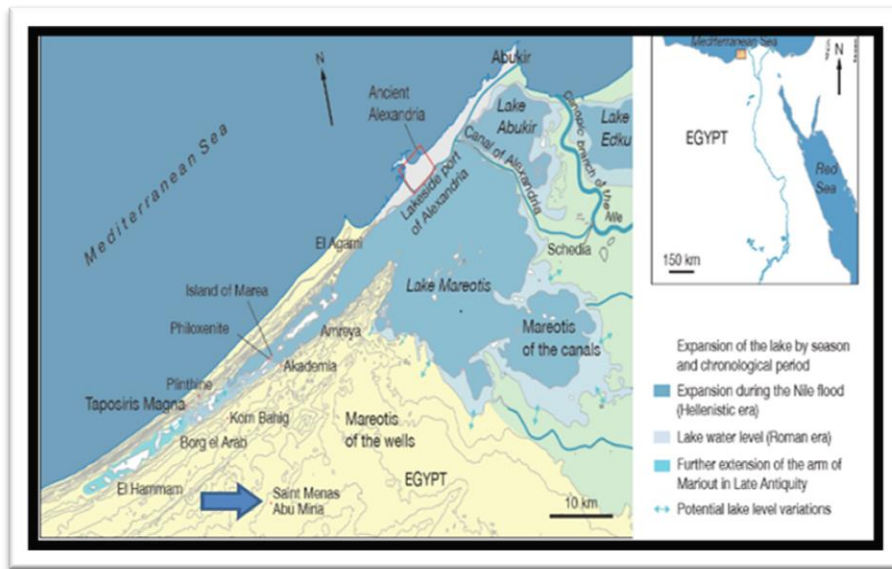 N
Abukir
Ancient
Alexandria
Lake
Abukir
Lake
Edku
Canopic branch of the
Nile
Canal of Alexandria
Lakeside port
of Alexandria
Mediterranean Sea
El Agami
Schedia
Island of Marea
Lake Mareotis
Philoxenite
Amreya
Mareotis
of the canals
Akademia
Plinthine
Taposiris Magna
Kom Bahig
Mareotis
of the wells
Borg el Arab
El Hammam
EGYPT
Saint Menas
Abu Mina
10 km
Mediterranean Sea
N
EGYPT
Red
Sea
150 km
Expansion of the lake by season
and chronological period
Expansion during the Nile flood
(Hellenistic era)
Lake water level (Roman era)
Further extension of the arm of
Mariout in Late Antiquity
Potential lake level variations